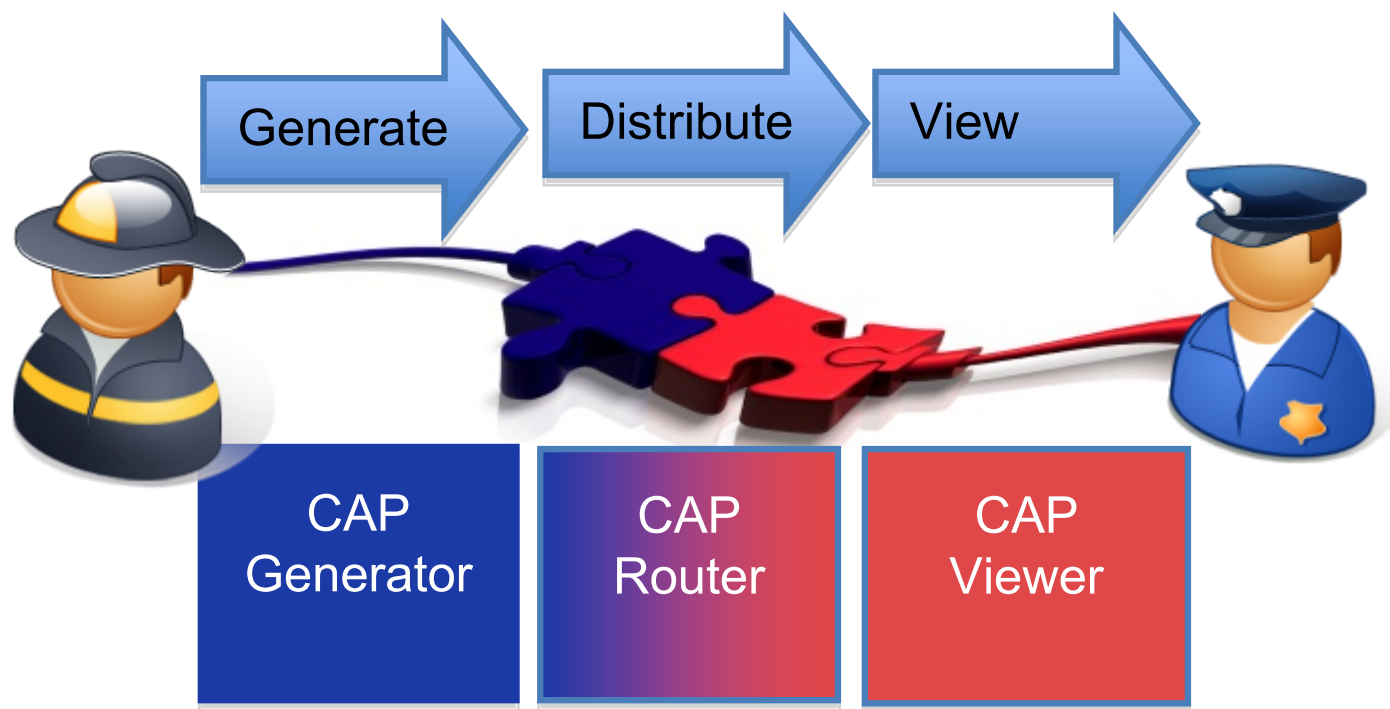 Generate
Distribute
View
CAP
Generator
CAP
Router
CAP
Viewer